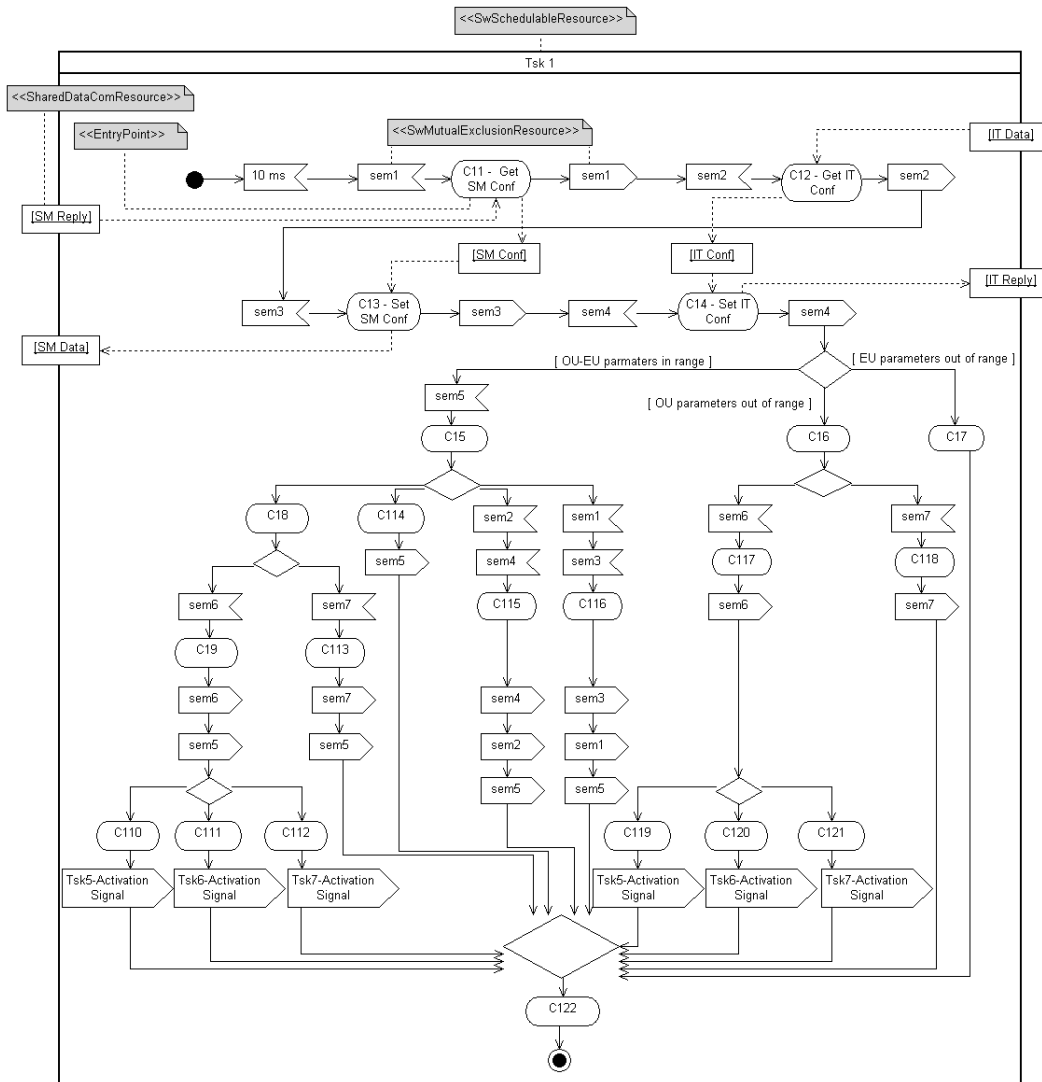 <<SwSchedulableResource>>
Tsk 1
<<SharedDataComResource>>
<<EntryPoint>>
<<SwMutualExclusionResource>>
[IT Data]
10 ms
sem1
C11 - Get
SM Conf
sem1
sem2
C12 - Get IT
Conf
sem2
[SM Reply]
[SM Conf]
[IT Conf]
[IT Reply]
sem3
C13 - Set
SM Conf
sem3
sem4
C14 - Set IT
Conf
sem4
[SM Data]
[ OU-EU parmaters in range ]
[ EU parameters out of range ]
sem5
[ OU parameters out of range ]
C15
C16
C17
C18
C114
sem2
sem1
sem6
sem7
sem5
sem4
sem3
C117
C118
sem6
sem7
C115
C116
sem6
sem7
C19
C113
sem6
sem7
sem4
sem3
sem5
sem5
sem2
sem1
sem5
sem5
C110
C111
C112
C119
C120
C121
Tsk5-Activation
Signal
Tsk6-Activation
Signal
Tsk7-Activation
Signal
Tsk5-Activation
Signal
Tsk6-Activation
Signal
Tsk7-Activation
Signal
C122